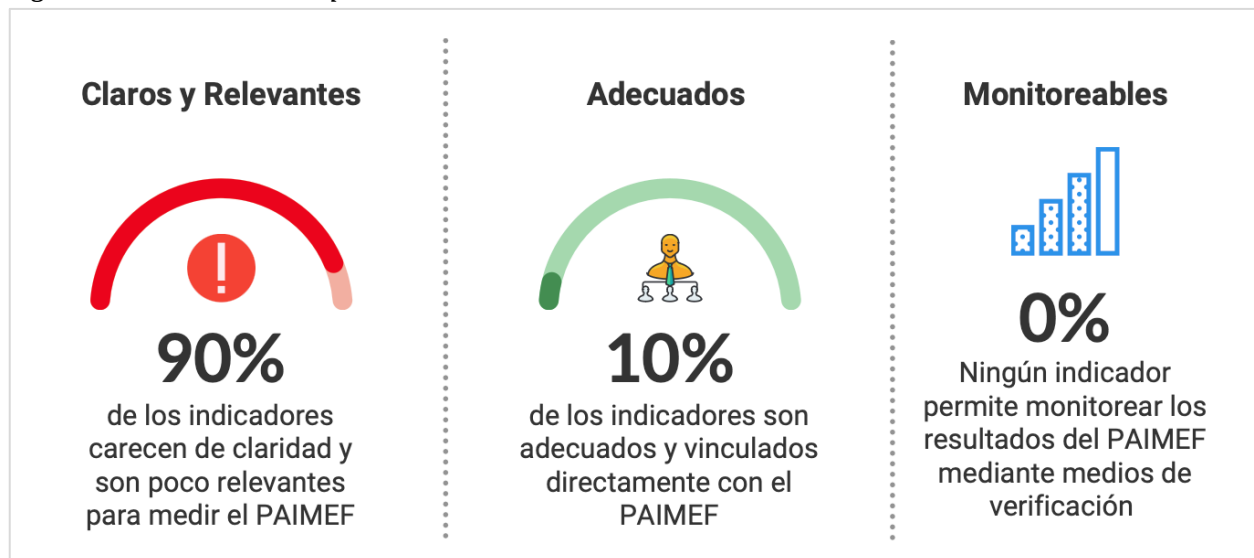 Claros y Relevantes
90%
de los indicadores
carecen de claridad y
son poco relevantes
para medir el PAIMEF
Adecuados
10%
de los indicadores son
adecuados y vinculados
directamente con el
PAIMEF
Monitoreables
0%
Ningún indicador
permite monitorear los
resultados del PAIMEF
mediante medios de
verificación